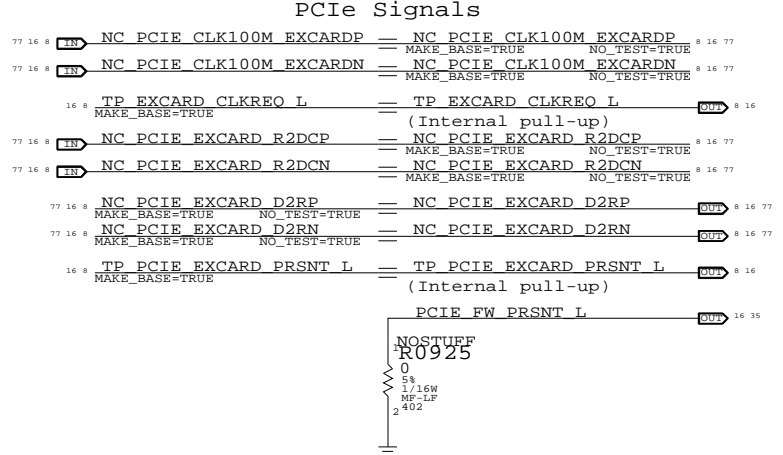 PCIe Signals
77 16 8 IN NC_PCIE_CLK100M_EXCARDP NC_PCIE_CLK100M_EXCARDP 8 16 77
MAKE_BASE=TRUE NO_TEST=TRUE
77 16 8 IN NC_PCIE_CLK100M_EXCARDN NC_PCIE_CLK100M_EXCARDN 8 16 77
MAKE_BASE=TRUE NO_TEST=TRUE
16 8 TP_EXCARD_CLKREQ_L TP_EXCARD_CLKREQ_L OUT 8 16
MAKE_BASE=TRUE (Internal pull-up)
77 16 8 IN NC_PCIE_EXCARD_R2DCP NC_PCIE_EXCARD_R2DCP 8 16 77
MAKE_BASE=TRUE NO_TEST=TRUE
77 16 8 IN NC_PCIE_EXCARD_R2DCN NC_PCIE_EXCARD_R2DCN 8 16 77
MAKE_BASE=TRUE NO_TEST=TRUE
77 16 8 NC_PCIE_EXCARD_D2RP NC_PCIE_EXCARD_D2RP OUT 8 16 77
MAKE_BASE=TRUE NO_TEST=TRUE
77 16 8 NC_PCIE_EXCARD_D2RN NC_PCIE_EXCARD_D2RN OUT 8 16 77
MAKE_BASE=TRUE NO_TEST=TRUE
16 8 TP_PCIE_EXCARD_PRSNT_L TP_PCIE_EXCARD_PRSNT_L OUT 8 16
MAKE_BASE=TRUE (Internal pull-up)
PCIE_FW_PRSNT_L OUT 16 35
NOSTUFF
1 R0925
0
5%
1/16W
MF-LF
2 402